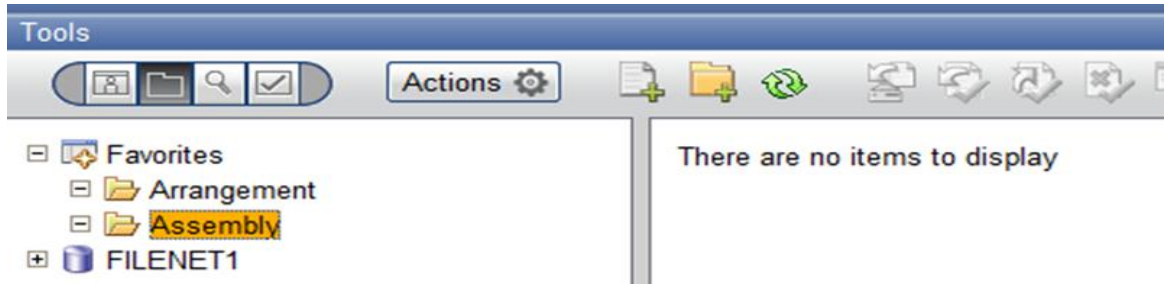 Tools
Actions
Favorites
Arrangement
Assembly
FILENET1
There are no items to display